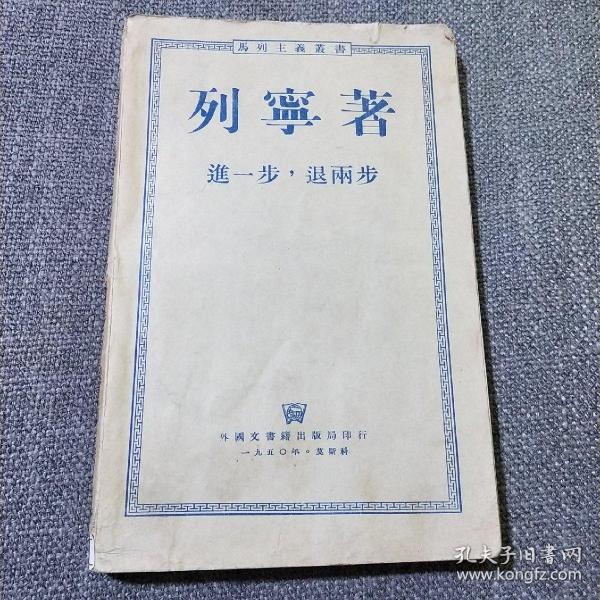 馬列主義叢書
列寧著
進一步，退兩步
外國文書籍出版局印行
一九五〇年。莫斯科
孔夫子旧書网
www.kongfz.com